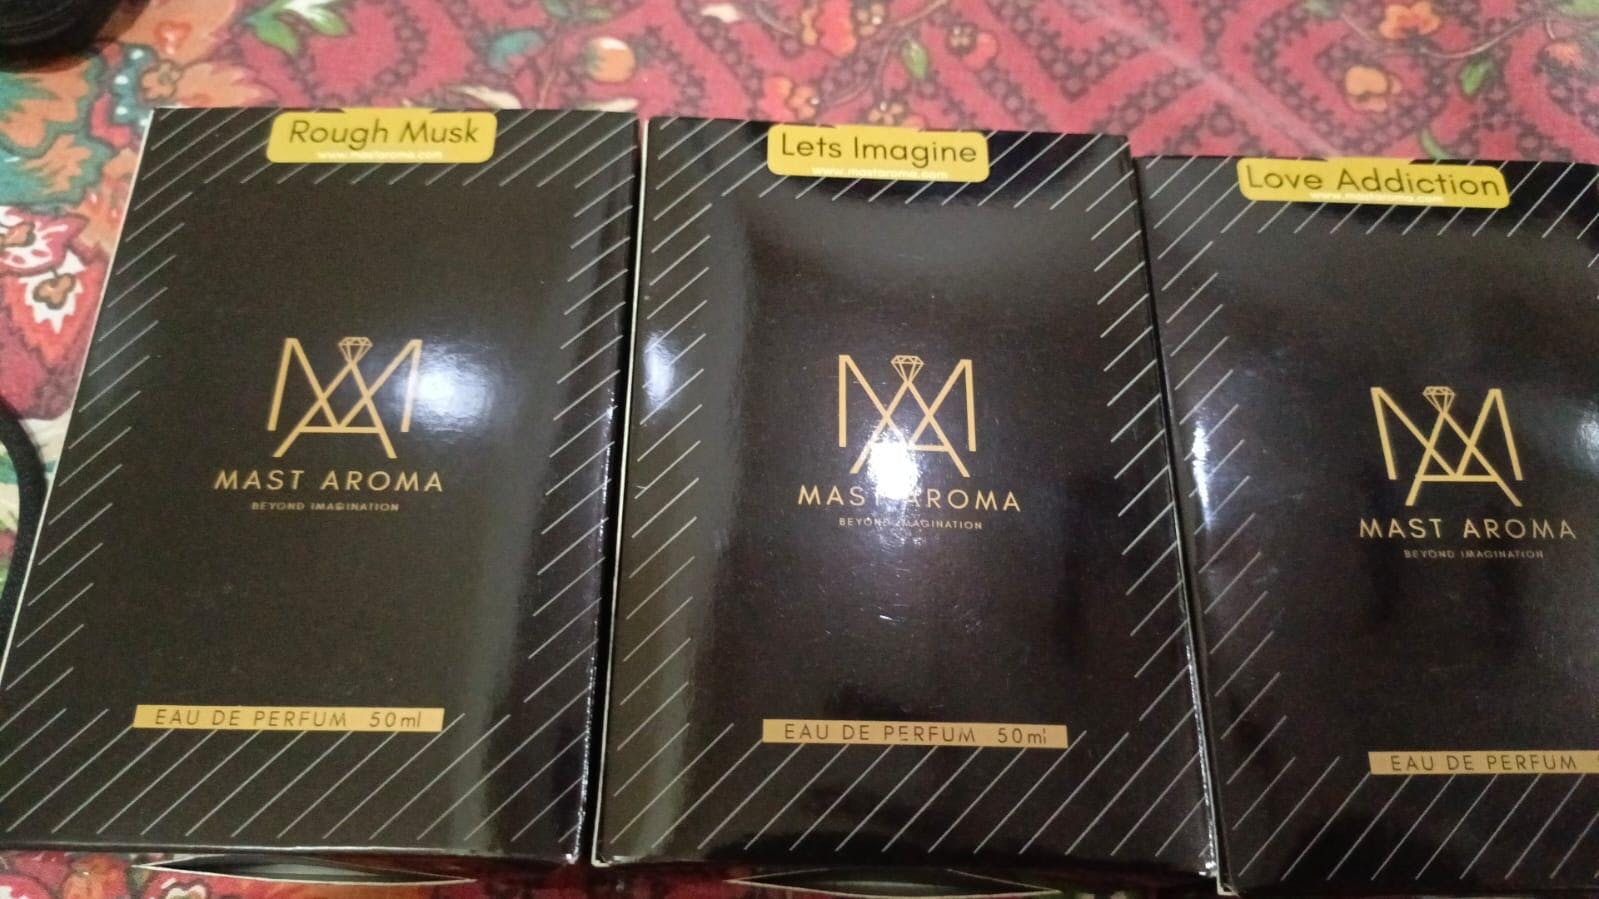 Rough Musk
www.mastaroma.com
MAST AROMA
BEYOND IMAGINATION
EAU DE PERFUM 50ml
Lets Imagine
www.mastaroma.com
MAST AROMA
BEYOND IMAGINATION
EAU DE PERFUM 50ml
Love Addiction
www.mastaroma.com
MAST AROMA
BEYOND IMAGINATION
EAU DE PERFUM